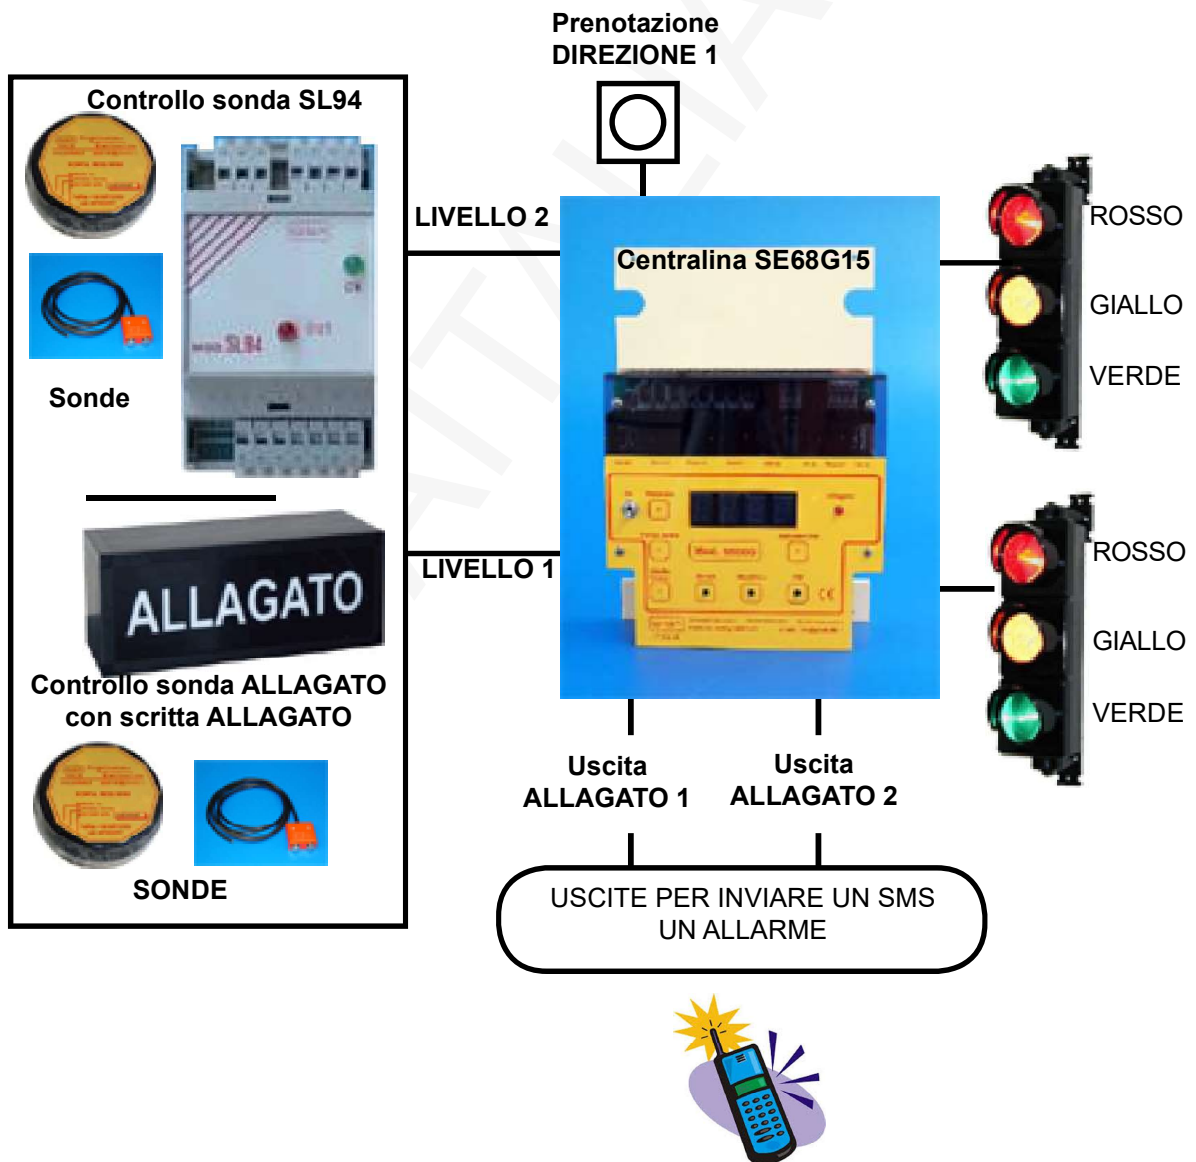 Prenotazione
DIREZIONE 1
Controllo sonda SL94
LIVELLO 2
SL94
Sonde
Centralina SE68G15
ROSSO
GIALLO
VERDE
LIVELLO 1
ALLAGATO
Controllo sonda ALLAGATO
con scritta ALLAGATO
SONDE
ROSSO
GIALLO
VERDE
Uscita
ALLAGATO 1
Uscita
ALLAGATO 2
USCITE PER INVIARE UN SMS
UN ALLARME